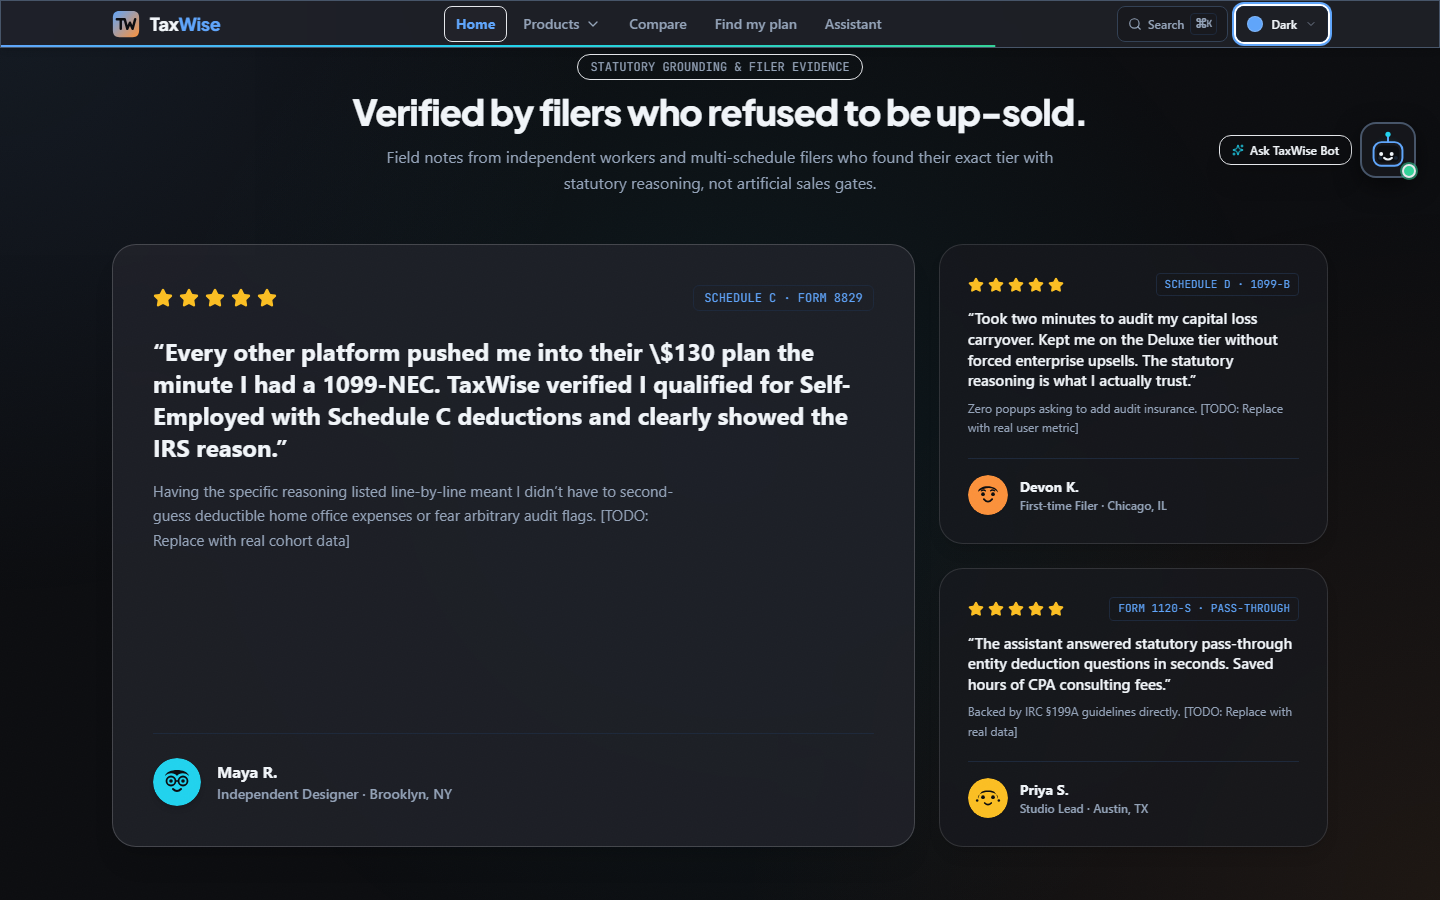 TW TaxWise
Home
Products
Compare
Find my plan
Assistant
Search ⌘K
Dark
STATUTORY GROUNDING & FILER EVIDENCE
Verified by filers who refused to be up-sold.
Field notes from independent workers and multi-schedule filers who found their exact tier with
statutory reasoning, not artificial sales gates.
Ask TaxWise Bot
SCHEDULE C · FORM 8829
“Every other platform pushed me into their \$130 plan the
minute I had a 1099-NEC. TaxWise verified I qualified for Self-
Employed with Schedule C deductions and clearly showed the
IRS reason.”
Having the specific reasoning listed line-by-line meant I didn’t have to second-
guess deductible home office expenses or fear arbitrary audit flags. [TODO:
Replace with real cohort data]
Maya R.
Independent Designer · Brooklyn, NY
SCHEDULE D · 1099-B
“Took two minutes to audit my capital loss
carryover. Kept me on the Deluxe tier without
forced enterprise upsells. The statutory
reasoning is what I actually trust.”
Zero popups asking to add audit insurance. [TODO: Replace
with real user metric]
Devon K.
First-time Filer · Chicago, IL
FORM 1120-S · PASS-THROUGH
“The assistant answered statutory pass-through
entity deduction questions in seconds. Saved
hours of CPA consulting fees.”
Backed by IRC §199A guidelines directly. [TODO: Replace with
real data]
Priya S.
Studio Lead · Austin, TX